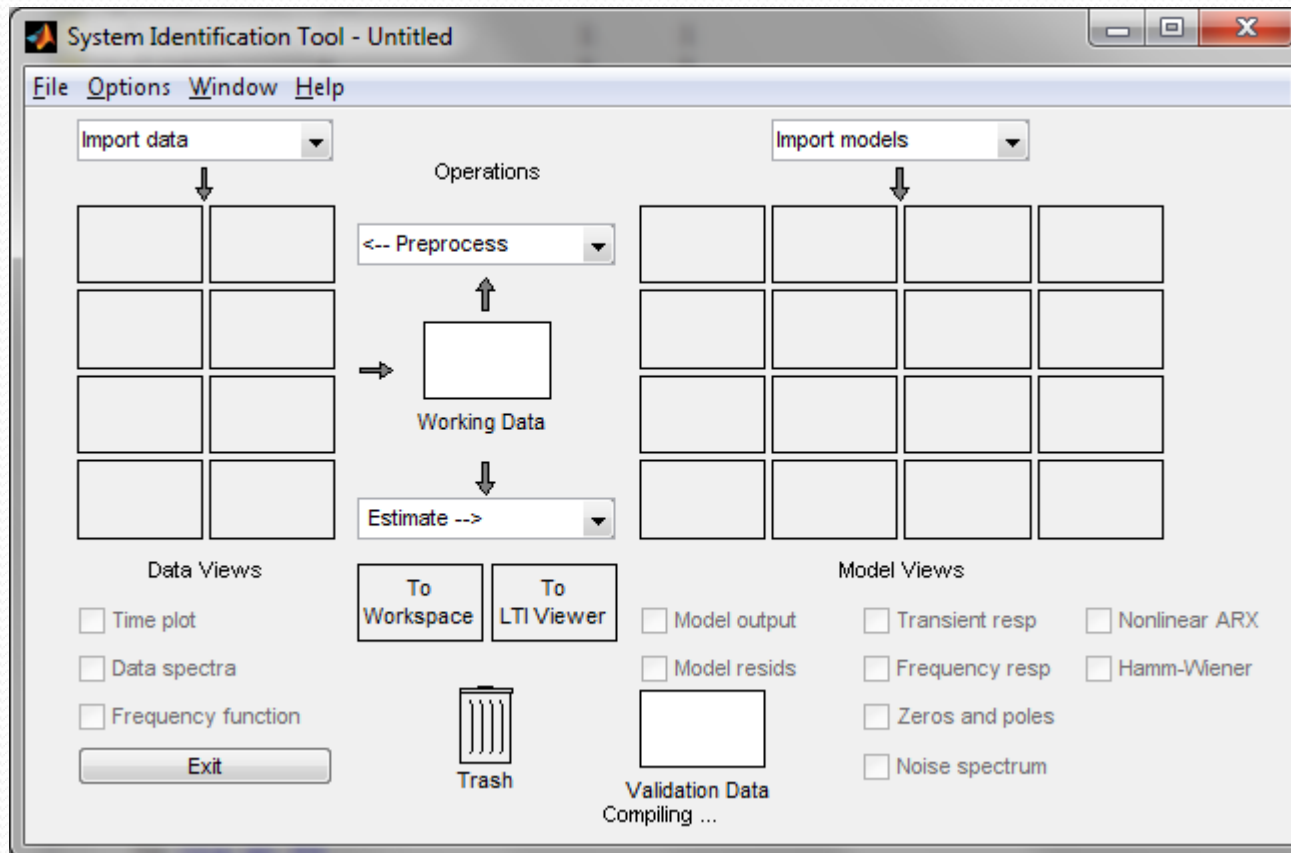 System Identification Tool - Untitled
File Options Window Help
Import data
Import models
Operations
<-- Preprocess
Working Data
Estimate -->
Data Views
Model Views
To
Workspace
To
LTI Viewer
Time plot
Data spectra
Frequency function
Model output
Model resids
Transient resp
Frequency resp
Zeros and poles
Noise spectrum
Nonlinear ARX
Hamm-Wiener
Exit
Trash
Validation Data
Compiling ...